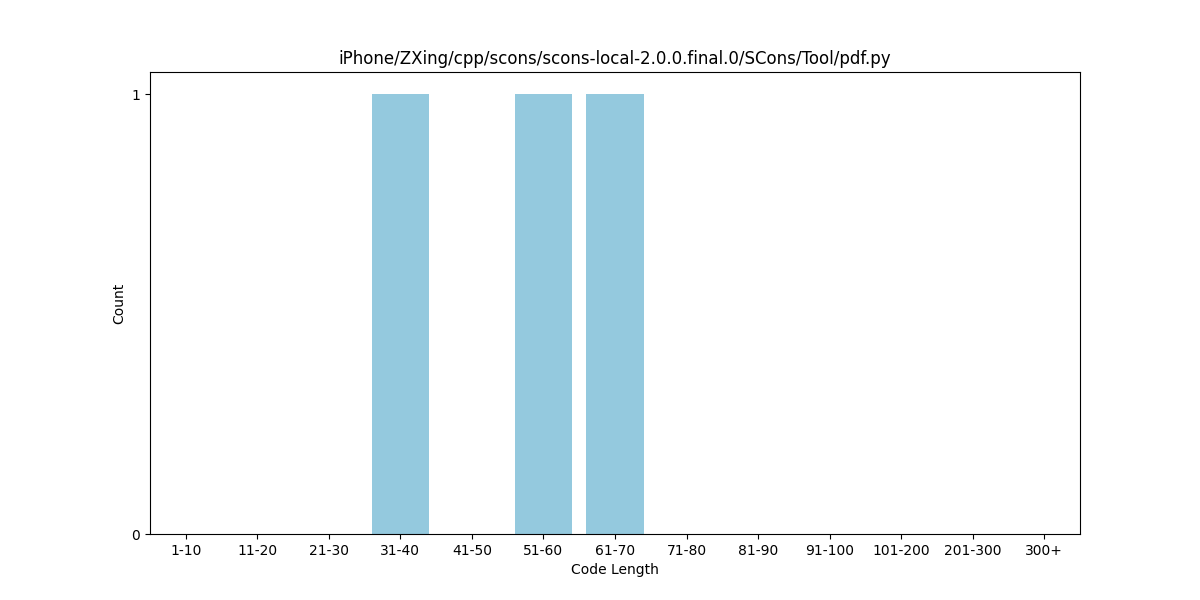 iPhone/ZXing/cpp/scons/scons-local-2.0.0.final.0/SCons/Tool/pdf.py
1
Count
0
1-10 11-20 21-30 31-40 41-50 51-60 61-70 71-80 81-90 91-100 101-200 201-300 300+
Code Length